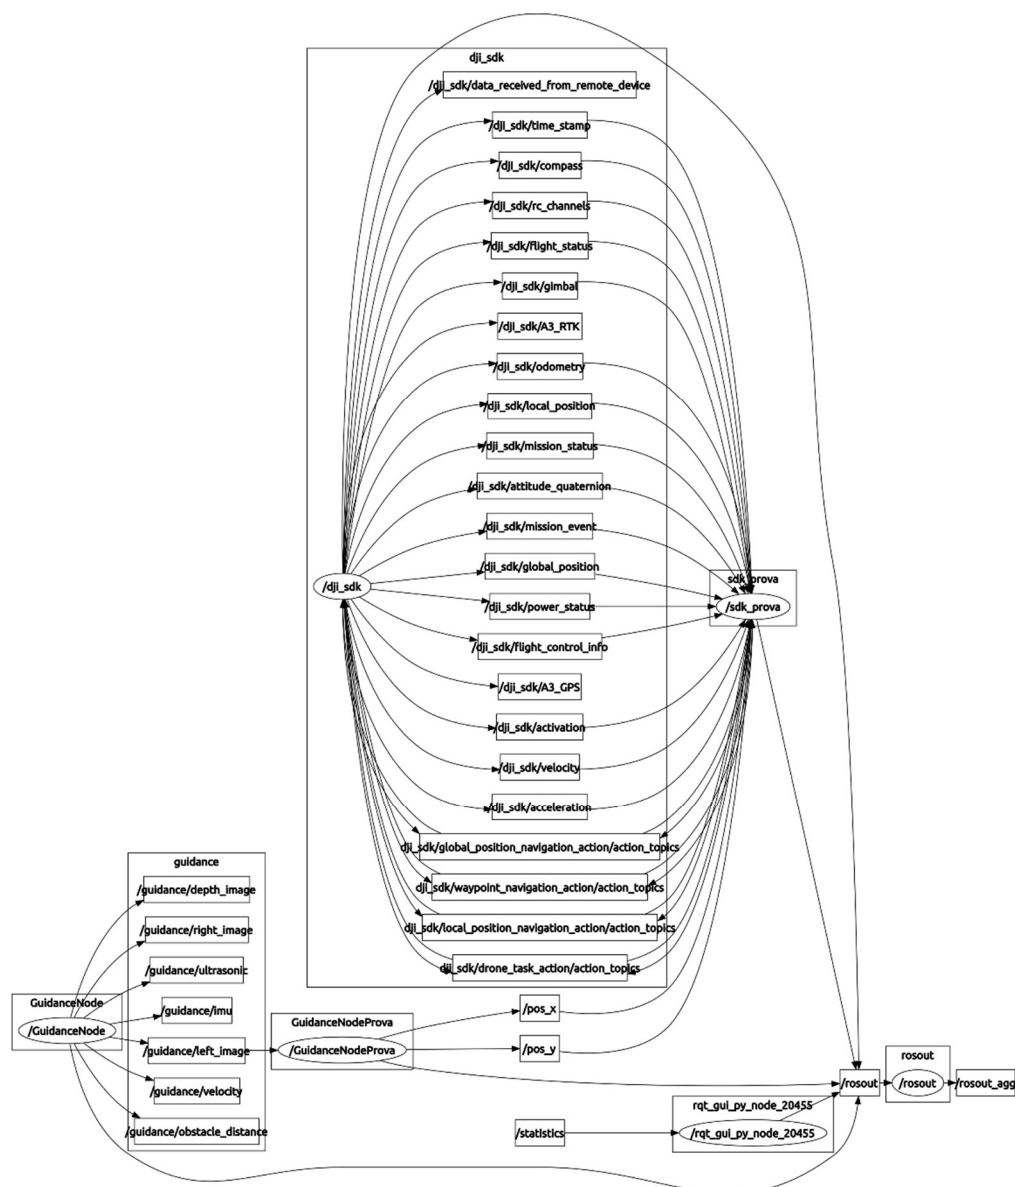 dji_sdk
/dji_sdk/data_received_from_remote_device
/dji_sdk/time_stamp
/dji_sdk/compass
/dji_sdk/rc_channels
/dji_sdk/flight_status
/dji_sdk/gimbal
/dji_sdk/A3_RTK
/dji_sdk/odometry
/dji_sdk/local_position
/dji_sdk/mission_status
/dji_sdk/attitude_quaternion
/dji_sdk/mission_event
/dji_sdk/global_position
/dji_sdk
sdk_prova
/sdk_prova
/dji_sdk/power_status
/dji_sdk/flight_control_info
/dji_sdk/A3_GPS
/dji_sdk/activation
/dji_sdk/velocity
/dji_sdk/acceleration
dji_sdk/global_position_navigation_action/action_topics
dji_sdk/waypoint_navigation_action/action_topics
dji_sdk/local_position_navigation_action/action_topics
dji_sdk/drone_task_action/action_topics
guidance
/guidance/depth_image
/guidance/right_image
/guidance/ultrasonic
GuidanceNode
/GuidanceNode
/guidance/imu
/guidance/left_image
/guidance/velocity
/guidance/obstacle_distance
GuidanceNodeProva
/GuidanceNodeProva
/pos_x
/pos_y
/statistics
rqt_gui_py_node_20455
/rqt_gui_py_node_20455
/rosout
rosout
/rosout
/rosout_agg